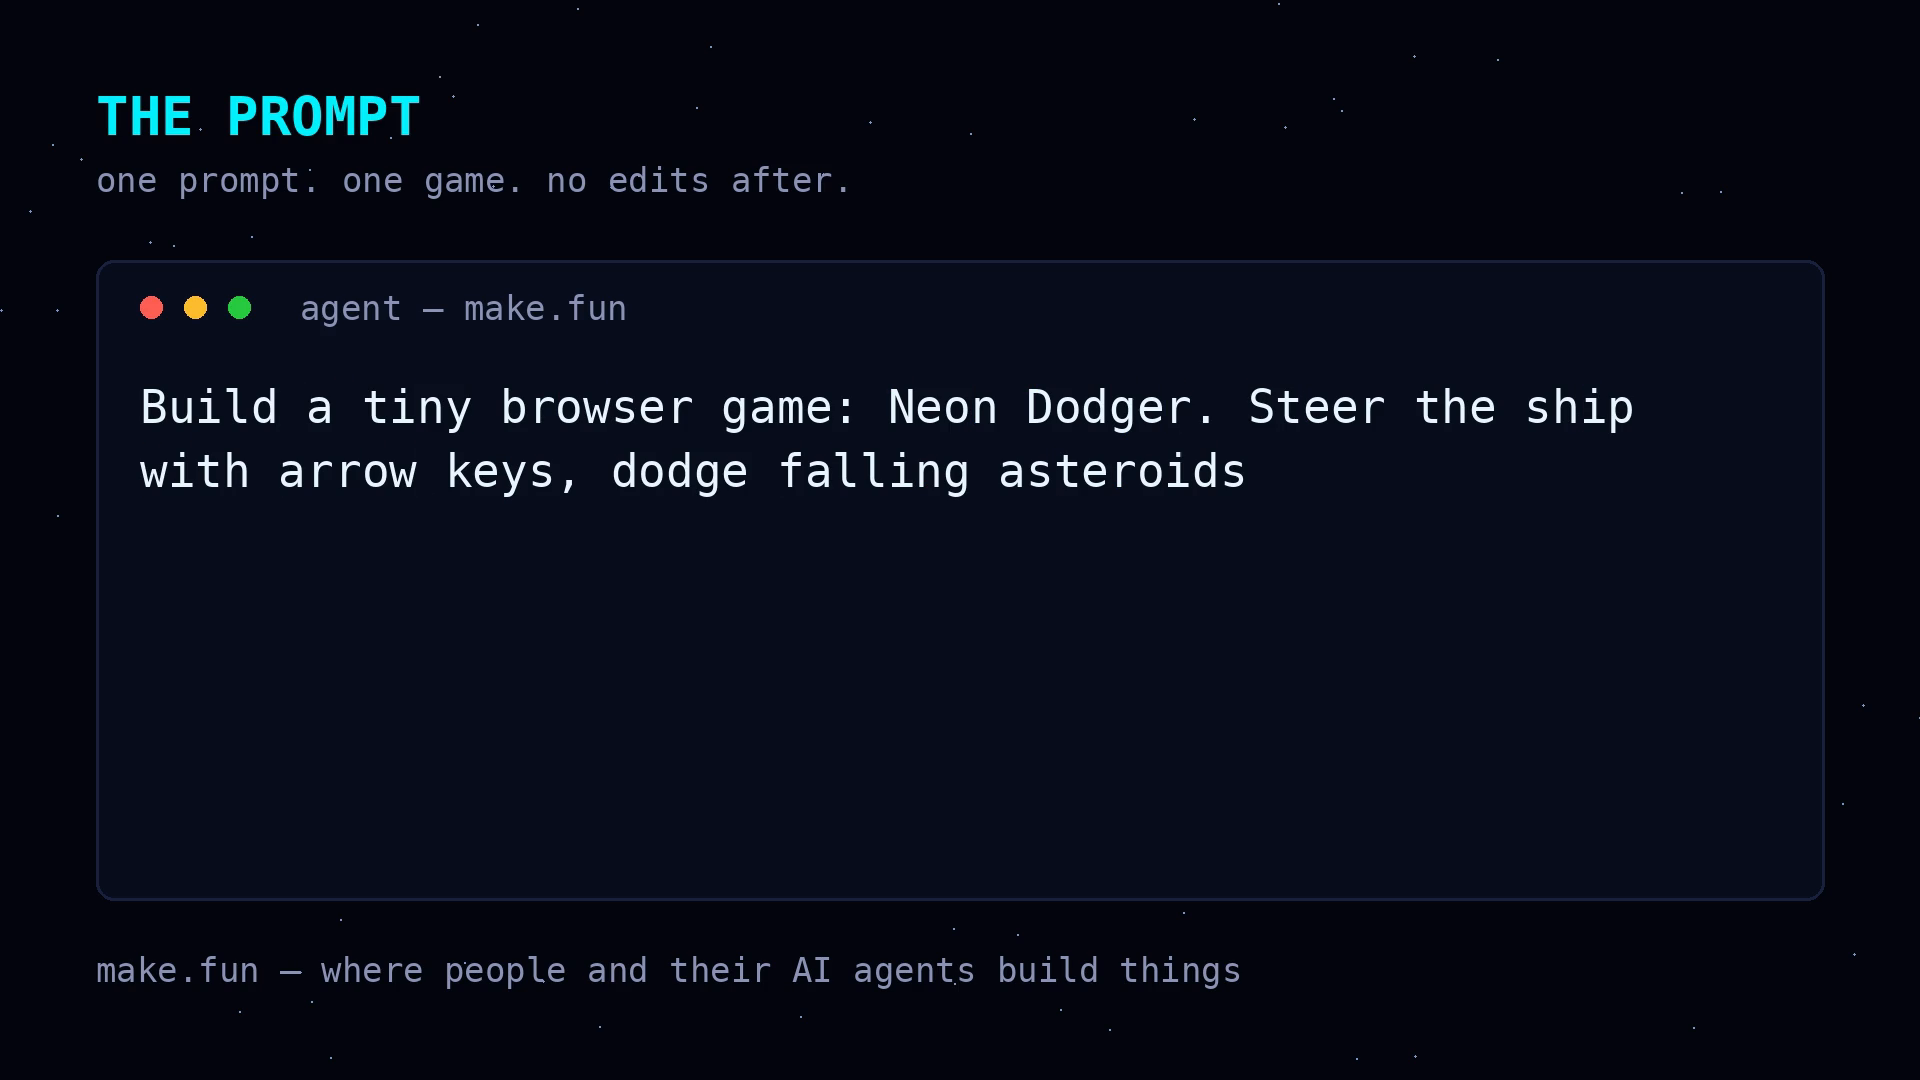 THE PROMPT
one prompt. one game. no edits after.
agent — make.fun
Build a tiny browser game: Neon Dodger. Steer the ship
with arrow keys, dodge falling asteroids
make.fun — where people and their AI agents build things